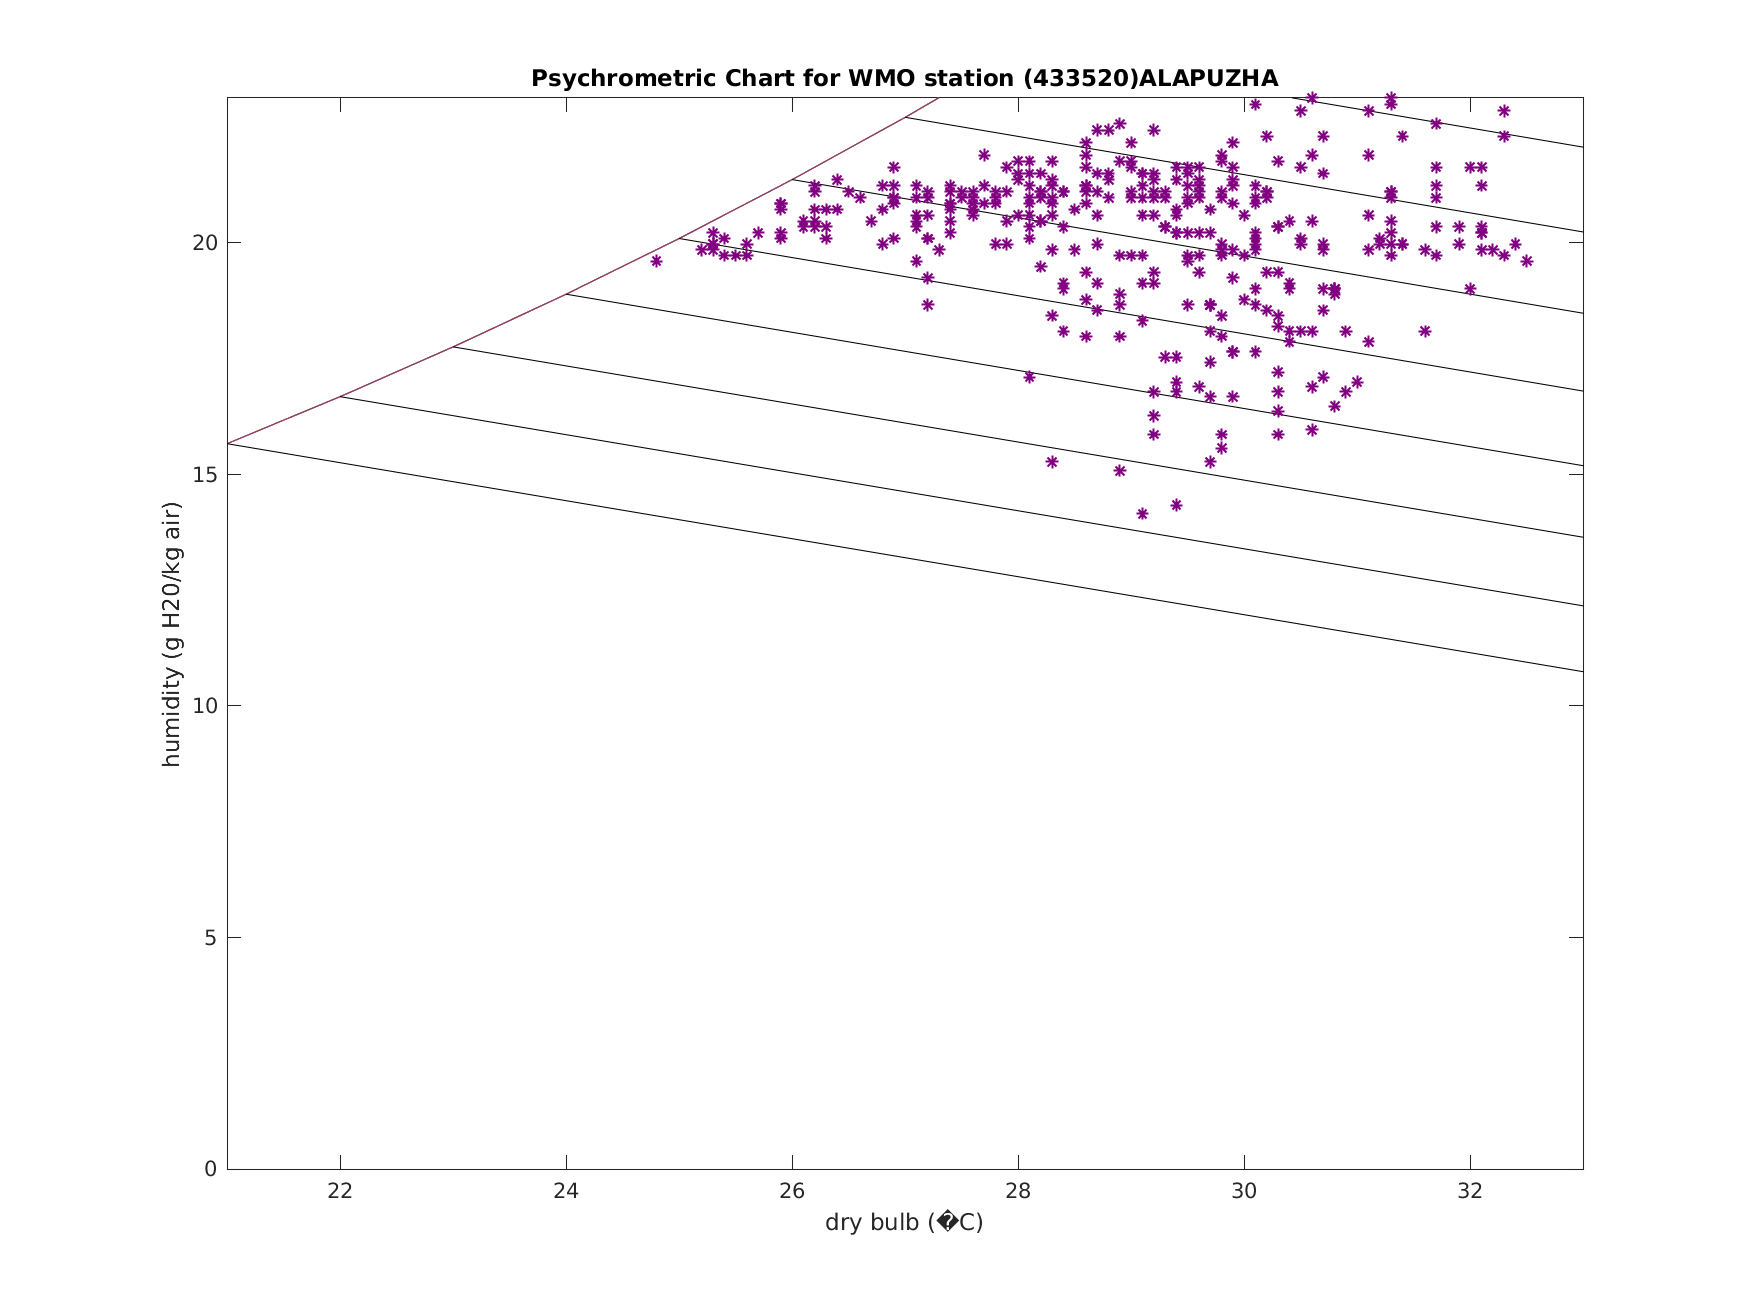 Psychrometric Chart for WMO station (433520)ALAPUZHA
humidity (g H20/kg air)
20
15
10
5
0
22 24 26 28 30 32
dry bulb (�C)